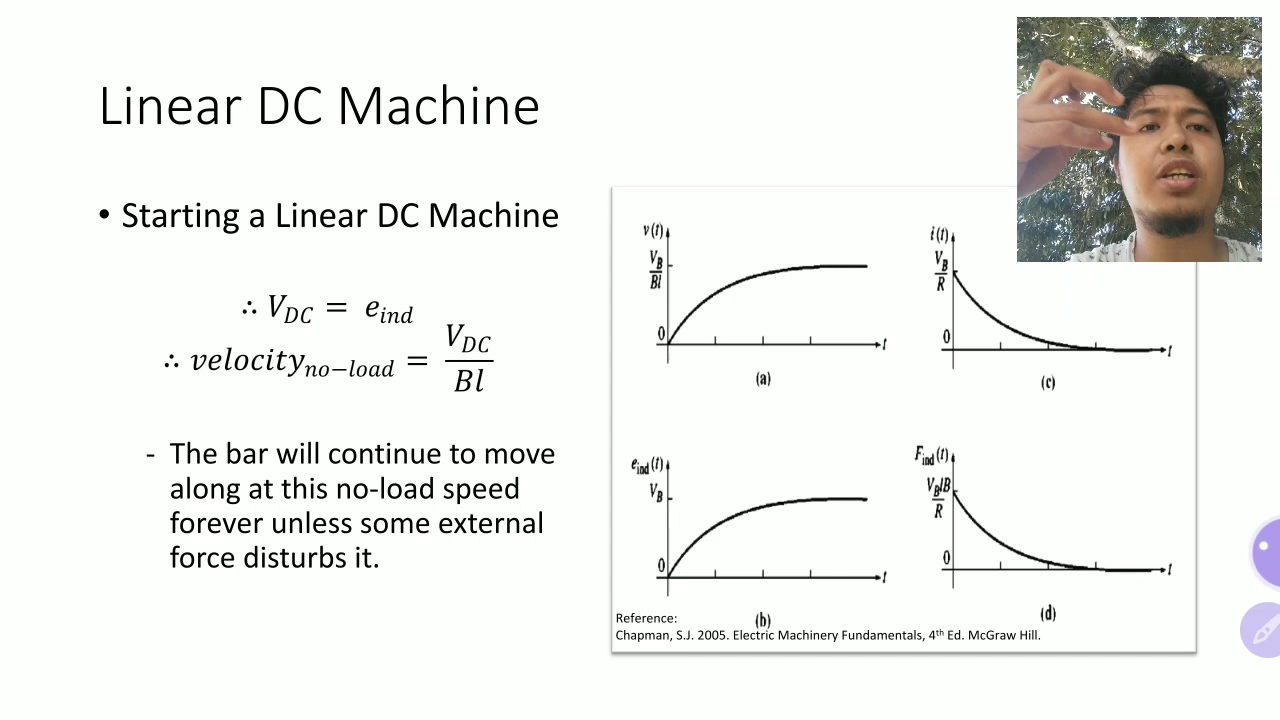 Linear DC Machine
• Starting a Linear DC Machine
∴ V_DC = e_ind
∴ velocity_no−load = V_DC / Bl
- The bar will continue to move
along at this no-load speed
forever unless some external
force disturbs it.
v(t)
V_B / Bl
0
t
(a)
i(t)
V_B / R
0
t
(c)
e_ind(t)
V_B
0
t
(b)
F_ind(t)
V_BlB / R
0
t
(d)
Reference:
Chapman, S.J. 2005. Electric Machinery Fundamentals, 4th Ed. McGraw Hill.